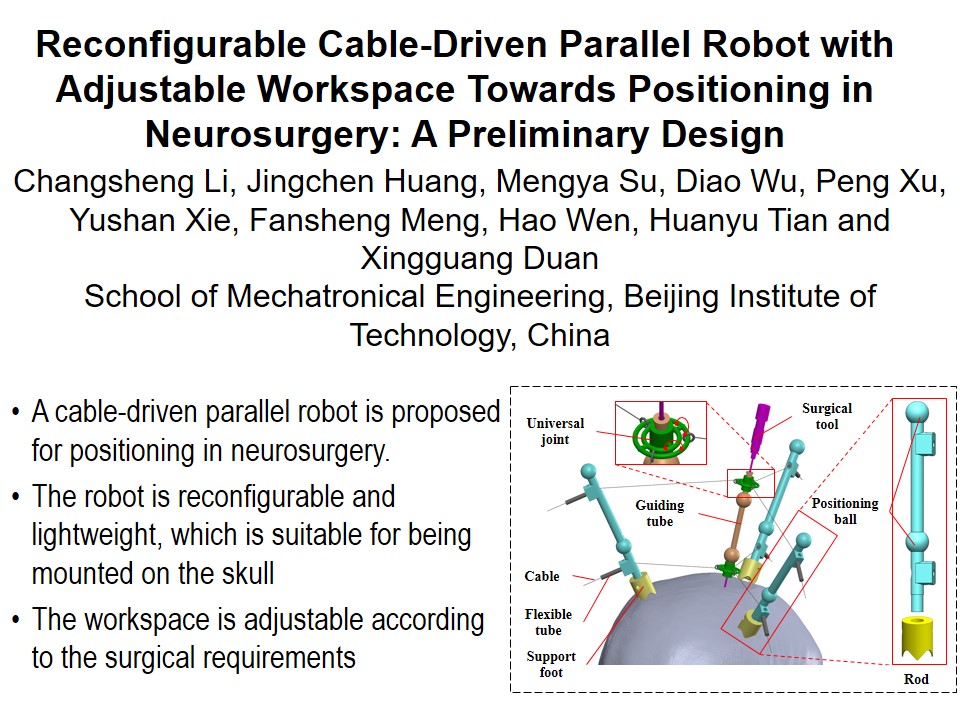 Reconfigurable Cable-Driven Parallel Robot with
Adjustable Workspace Towards Positioning in
Neurosurgery: A Preliminary Design
Changsheng Li, Jingchen Huang, Mengya Su, Diao Wu, Peng Xu,
Yushan Xie, Fansheng Meng, Hao Wen, Huanyu Tian and
Xingguang Duan
School of Mechatronical Engineering, Beijing Institute of
Technology, China
• A cable-driven parallel robot is proposed
for positioning in neurosurgery.
• The robot is reconfigurable and
lightweight, which is suitable for being
mounted on the skull
• The workspace is adjustable according
to the surgical requirements
Universal
joint
Surgical
tool
Guiding
tube
Positioning
ball
Cable
Flexible
tube
Support
foot
Rod